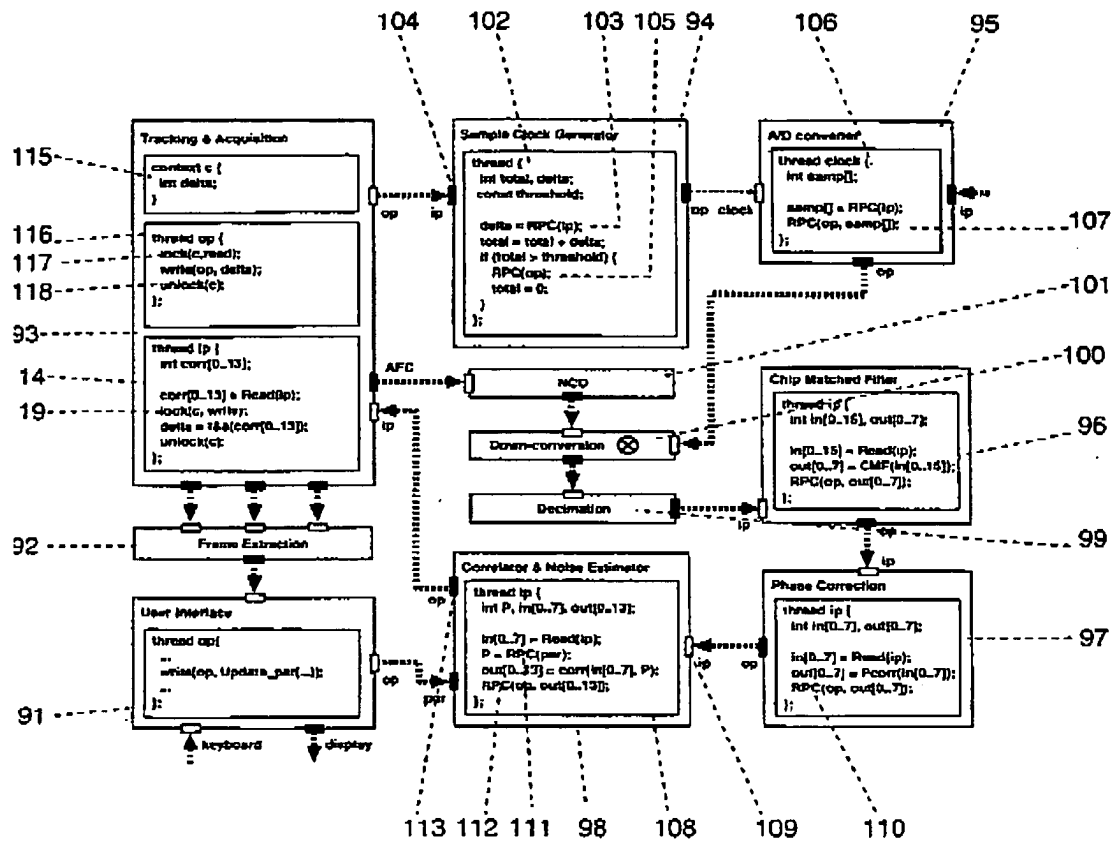 104
102
103
105
94
106
95
Tracking & Acquisition
context c {
int delta;
}
115
thread op {
lock(c,read);
write(op, delta);
unlock(c);
};
116
117
118
93
thread ip {
int corr[0..13];
corr[0..13] = Read(ip);
lock(c, write);
delta = t&a(corr[0..13]);
unlock(c);
};
14
19
op
ip
Sample Clock Generator
thread {
int total, delta;
const threshold;
delta = RPC(ip);
total = total + delta;
if (total > threshold) {
RPC(op);
total = 0;
}
};
op
clock
A/D converter
thread clock {
int samp[];
samp[] = RPC(ip);
RPC(op, samp[]);
};
ip
107
op
101
AFC
NCO
100
ip
Down-conversion
Decimation
ip
Chip Matched Filter
thread ip {
int in[0..15], out[0..7];
in[0..15] = Read(ip);
out[0..7] = CMF(in[0..15]);
RPC(op, out[0..7]);
};
96
99
op
ip
92
Frame Extraction
User Interface
thread op{
...
write(op, Update_par(...));
...
};
91
keyboard
display
op
op
par
Correlator & Noise Estimator
thread ip {
int P, in[0..7], out[0..13];
in[0..7] = Read(ip);
P = RPC(par);
out[0..13] = corr(in[0..7], P);
RPC(op, out[0..13]);
};
ip
op
Phase Correction
thread ip {
int in[0..7], out[0..7];
in[0..7] = Read(ip);
out[0..7] = Pcorr(in[0..7]);
RPC(op, out[0..7]);
};
97
113
112
111
98
108
109
110